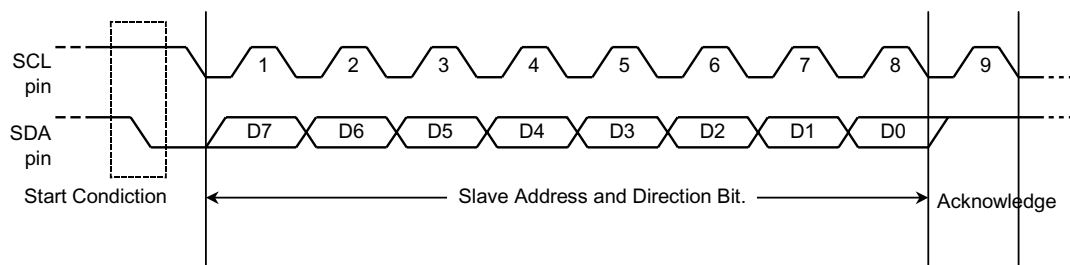 SCL
pin
1 2 3 4 5 6 7 8 9
SDA
pin
D7 D6 D5 D4 D3 D2 D1 D0
Start Condiction
Slave Address and Direction Bit.
Acknowledge